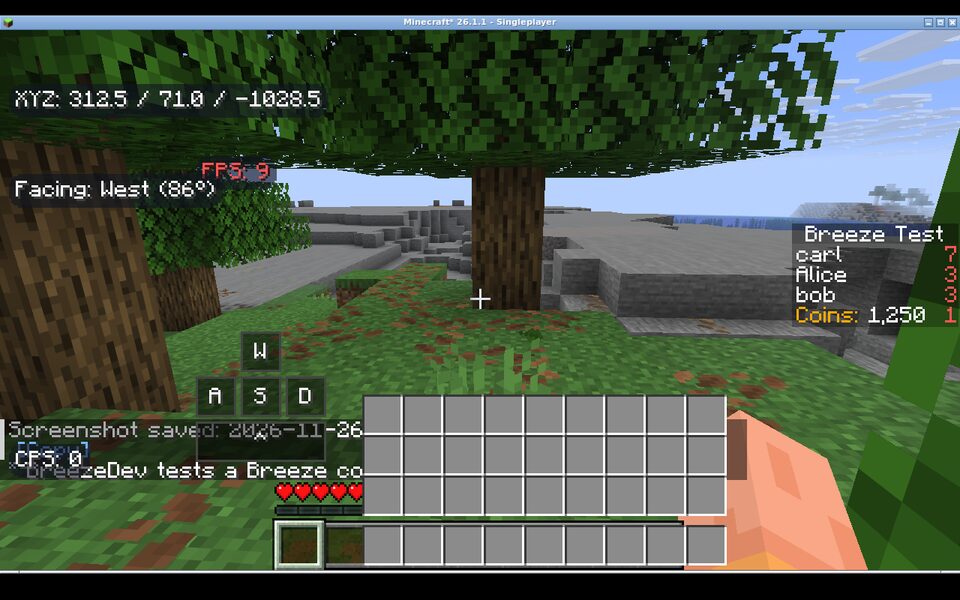 Minecraft* 26.1.1 - Singleplayer
XYZ: 312.5 / 71.0 / -1028.5
FPS: 9
Facing: West (86°)
Breeze Test
carl 7
Alice 3
bob 3
Coins: 1,250 1
W
A S D
Screenshot saved: 2026-11-26
CPS: 0
BreezeDev tests a Breeze co